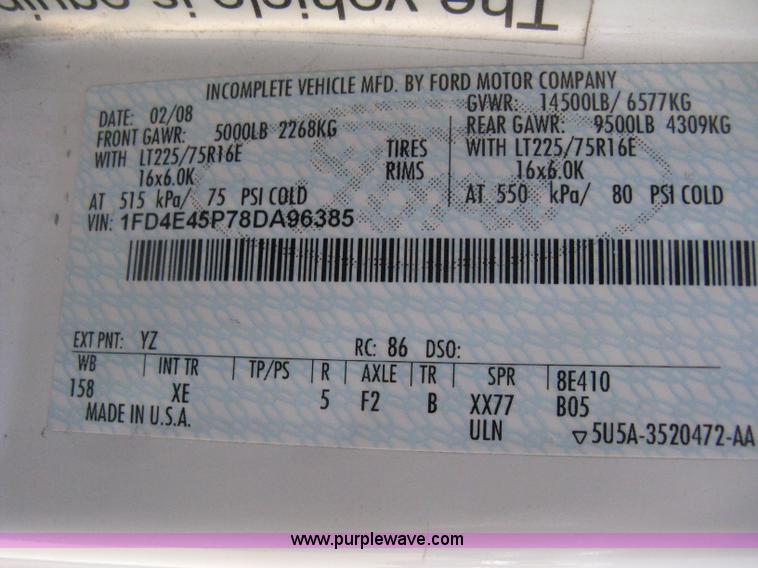 The vehicle is
INCOMPLETE VEHICLE MFD. BY FORD MOTOR COMPANY
DATE: 02/08 GVWR: 14500LB/ 6577KG
FRONT GAWR: 5000LB 2268KG REAR GAWR: 9500LB 4309KG
WITH LT225/75R16E TIRES WITH LT225/75R16E
16x6.0K RIMS 16x6.0K
AT 515 kPa/ 75 PSI COLD AT 550 kPa/ 80 PSI COLD
VIN: 1FD4E45P78DA96385
EXT PNT: YZ RC: 86 DSO:
WB INT TR TP/PS R AXLE TR SPR 8E410
158 XE 5 F2 B XX77 B05
MADE IN U.S.A. ULN ▽5U5A-3520472-AA
www.purplewave.com